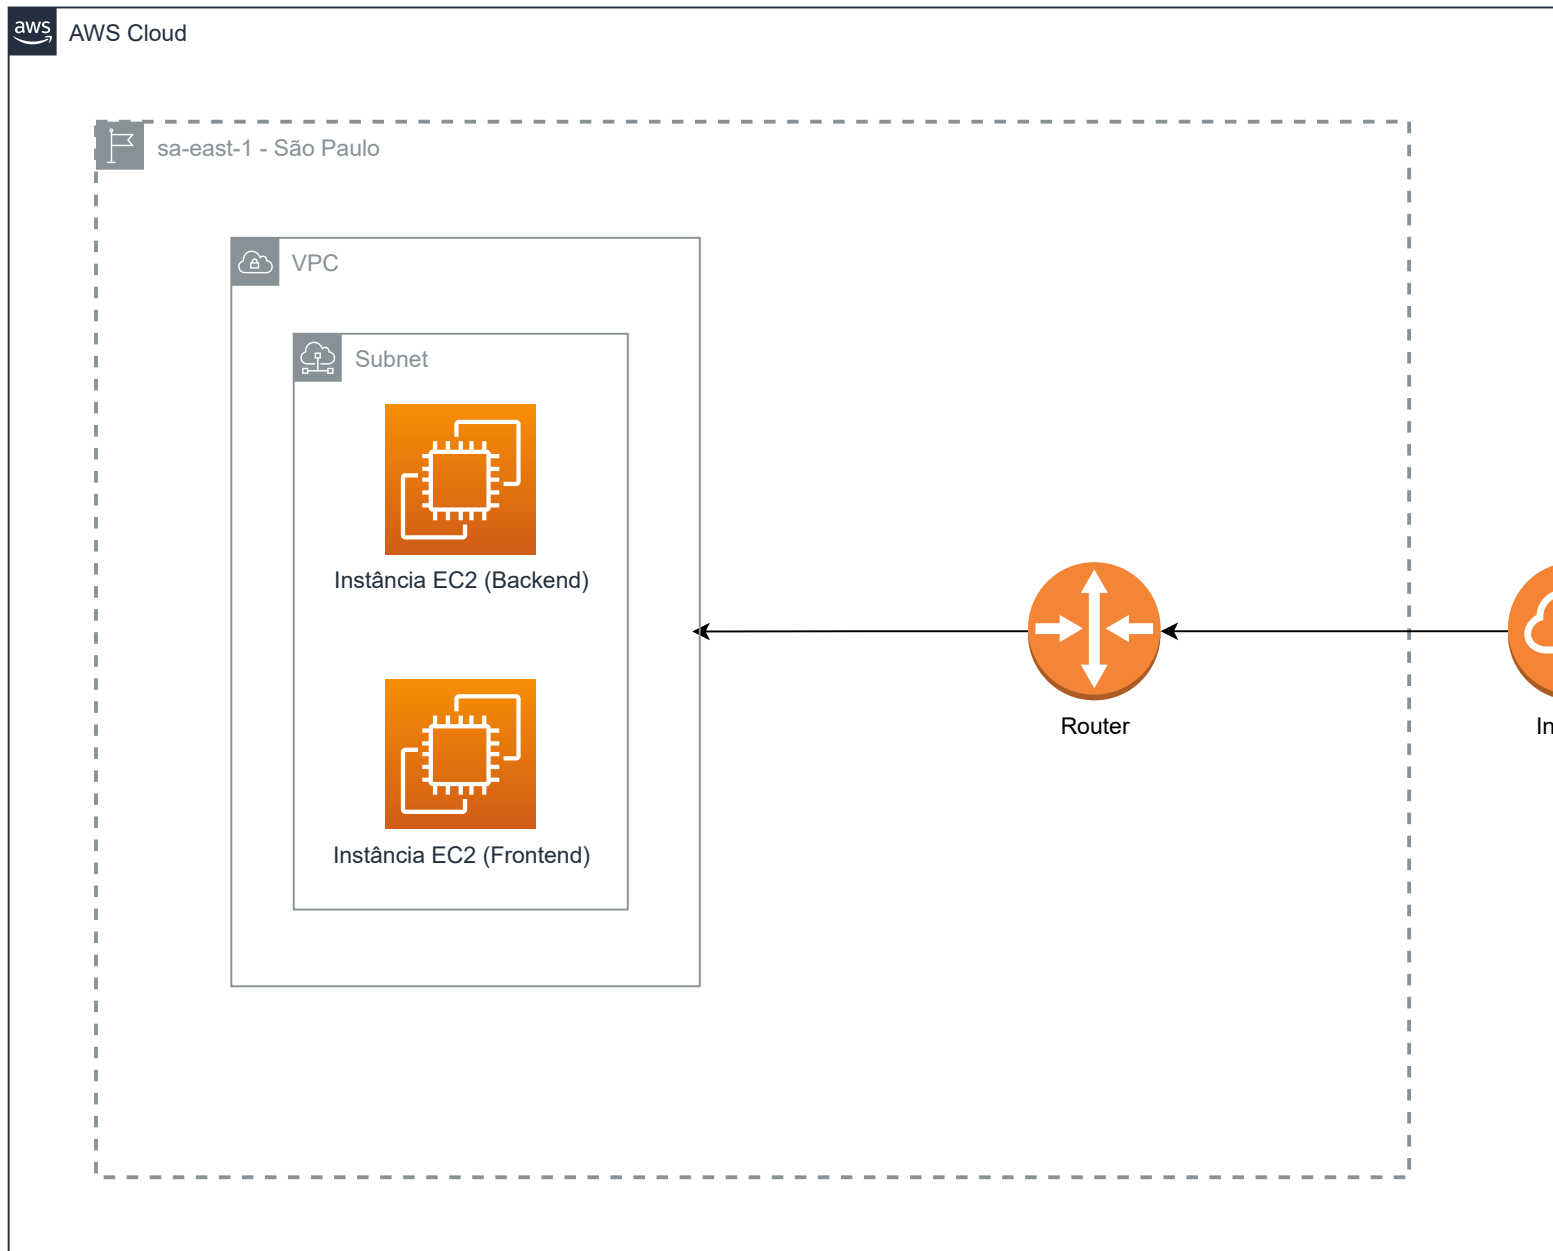 aws
AWS Cloud
sa-east-1 - São Paulo
VPC
Subnet
Instância EC2 (Backend)
Router
Instância EC2 (Frontend)